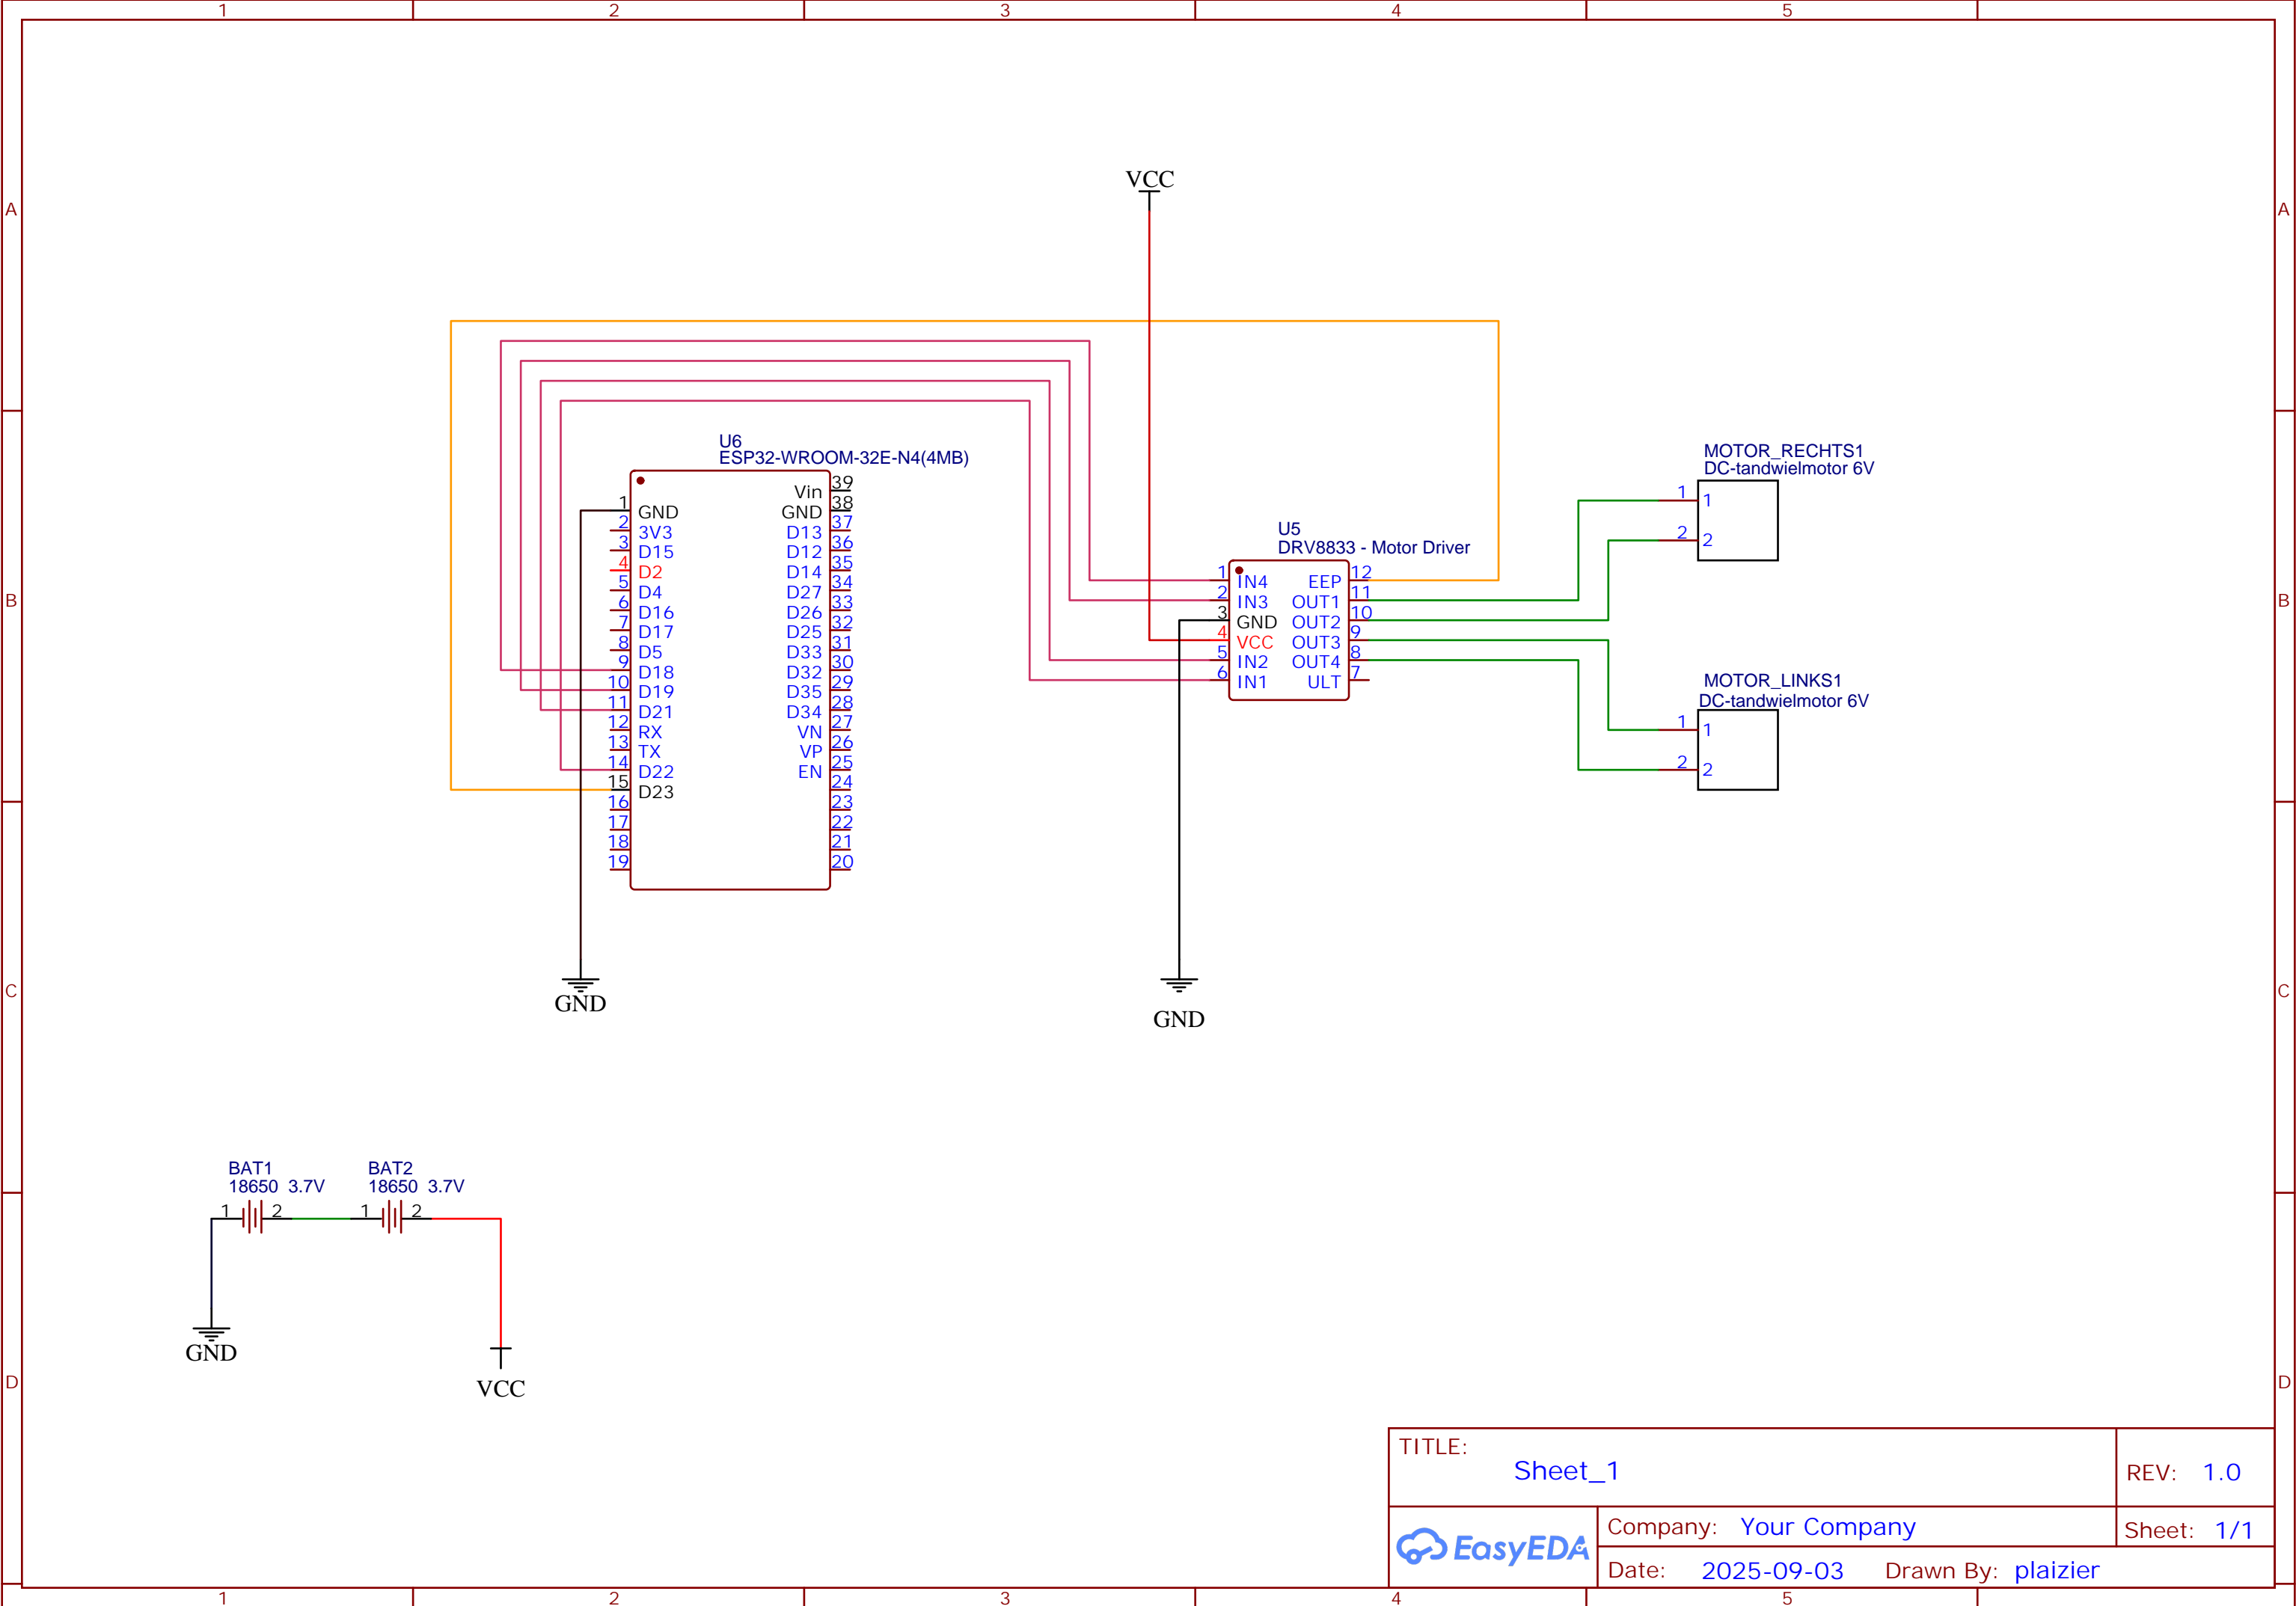 1 2 3 4 5
A A
B B
C C
D D
VCC
U6
ESP32-WROOM-32E-N4(4MB)
1 GND
2 3V3
3 D15
4 D2
5 D4
6 D16
7 D17
8 D5
9 D18
10 D19
11 D21
12 RX
13 TX
14 D22
15 D23
16
17
18
19
Vin 39
GND 38
D13 37
D12 36
D14 35
D27 34
D26 33
D25 32
D33 31
D32 30
D35 29
D34 28
VN 27
VP 26
EN 25
24
23
22
21
20
GND
U5
DRV8833 - Motor Driver
1 IN4 EEP 12
2 IN3 OUT1 11
3 GND OUT2 10
4 VCC OUT3 9
5 IN2 OUT4 8
6 IN1 ULT 7
GND
MOTOR_RECHTS1
DC-tandwielmotor 6V
1 1
2 2
MOTOR_LINKS1
DC-tandwielmotor 6V
1 1
2 2
BAT1
18650 3.7V
1 2
BAT2
18650 3.7V
1 2
GND
VCC
TITLE:
Sheet_1
REV: 1.0
EasyEDA
Company: Your Company
Sheet: 1/1
Date: 2025-09-03 Drawn By: plaizier
1 2 3 4 5